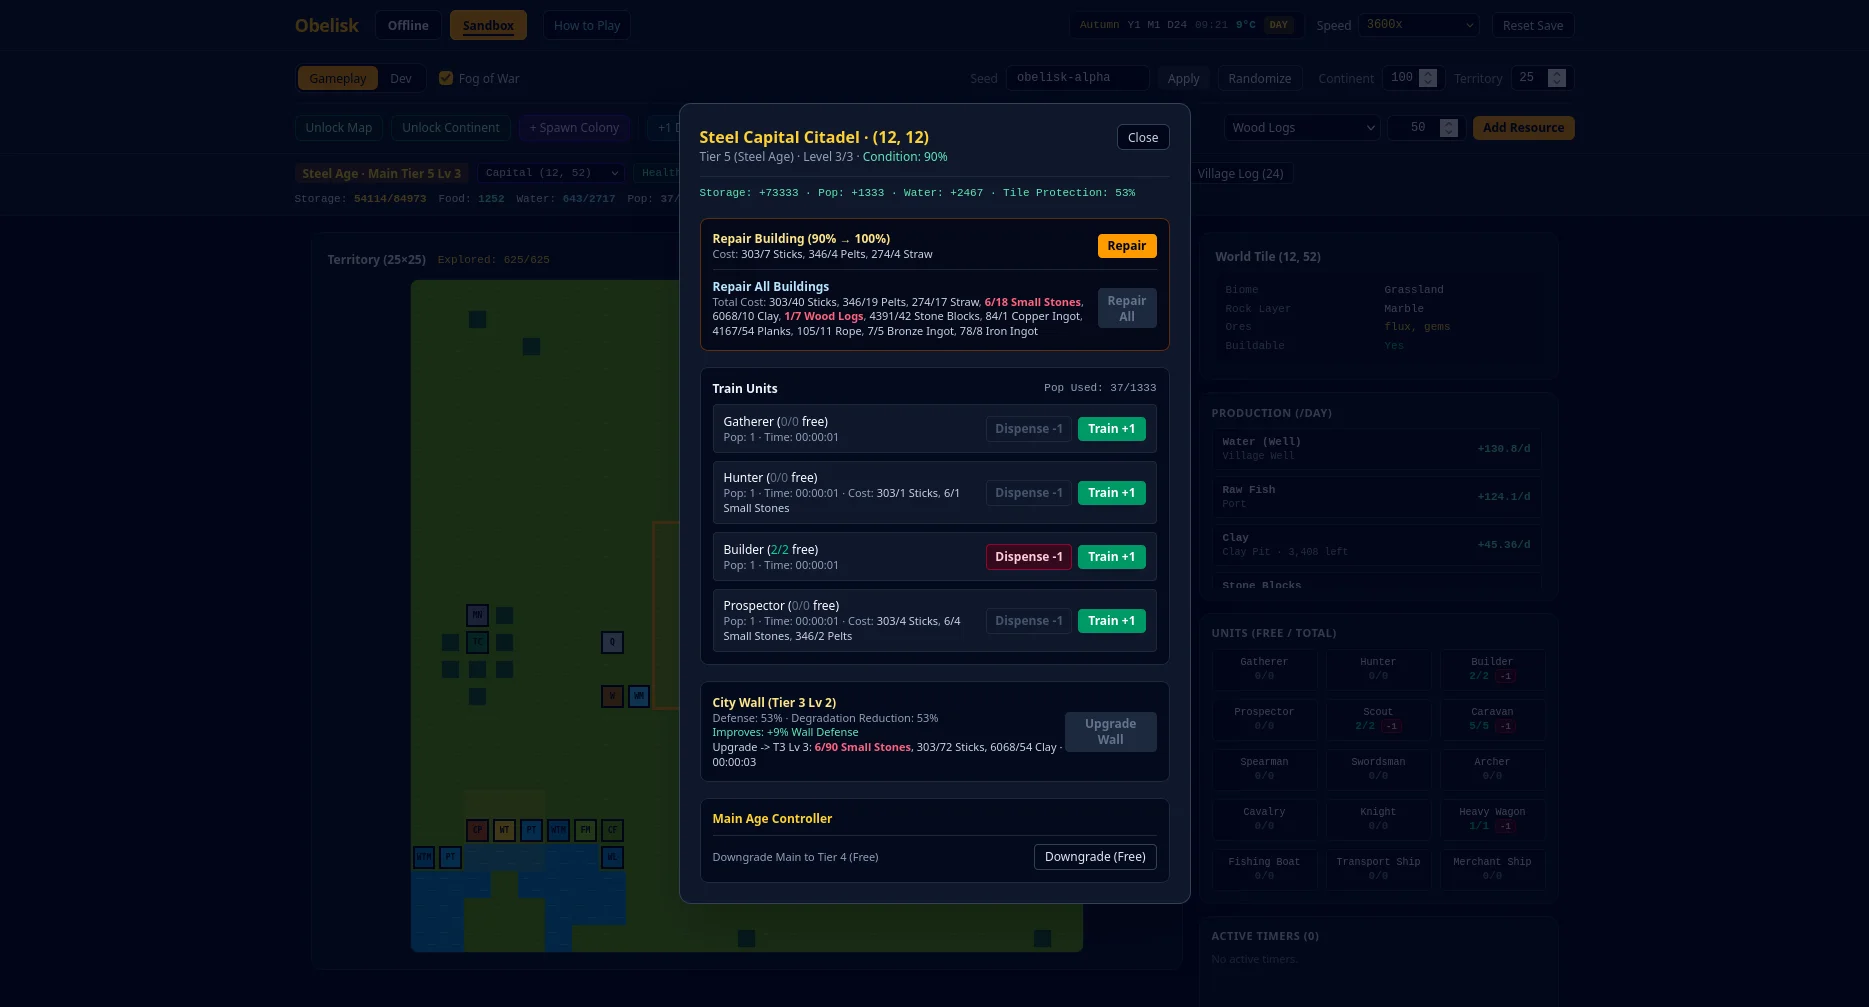 Obelisk
Offline
Sandbox
How to Play
Autumn Y1 M1 D24 09:21 9°C DAY
Speed
3600x
Reset Save
Gameplay
Dev
Fog of War
Seed
obelisk-alpha
Apply
Randomize
Continent
100
Territory
25
Unlock Map
Unlock Continent
+ Spawn Colony
+1 D
Wood Logs
50
Add Resource
Steel Age · Main Tier 5 Lv 3
Capital (12, 52)
Health
Village Log (24)
Storage: 54114/84973 Food: 1252 Water: 643/2717 Pop: 37/
Territory (25×25)
Explored: 625/625
MN
TC
Q
W
WM
CP
WT
PT
WTM
FM
CF
WTM
PT
WL
Steel Capital Citadel · (12, 12)
Close
Tier 5 (Steel Age) · Level 3/3 · Condition: 90%
Storage: +73333 · Pop: +1333 · Water: +2467 · Tile Protection: 53%
Repair Building (90% → 100%)
Cost: 303/7 Sticks, 346/4 Pelts, 274/4 Straw
Repair
Repair All Buildings
Total Cost: 303/40 Sticks, 346/19 Pelts, 274/17 Straw, 6/18 Small Stones,
6068/10 Clay, 1/7 Wood Logs, 4391/42 Stone Blocks, 84/1 Copper Ingot,
4167/54 Planks, 105/11 Rope, 7/5 Bronze Ingot, 78/8 Iron Ingot
Repair
All
Train Units
Pop Used: 37/1333
Gatherer (0/0 free)
Pop: 1 · Time: 00:00:01
Dispense -1
Train +1
Hunter (0/0 free)
Pop: 1 · Time: 00:00:01 · Cost: 303/1 Sticks, 6/1
Small Stones
Dispense -1
Train +1
Builder (2/2 free)
Pop: 1 · Time: 00:00:01
Dispense -1
Train +1
Prospector (0/0 free)
Pop: 1 · Time: 00:00:01 · Cost: 303/4 Sticks, 6/4
Small Stones, 346/2 Pelts
Dispense -1
Train +1
City Wall (Tier 3 Lv 2)
Defense: 53% · Degradation Reduction: 53%
Improves: +9% Wall Defense
Upgrade -> T3 Lv 3: 6/90 Small Stones, 303/72 Sticks, 6068/54 Clay ·
00:00:03
Upgrade
Wall
Main Age Controller
Downgrade Main to Tier 4 (Free)
Downgrade (Free)
World Tile (12, 52)
Biome
Grassland
Rock Layer
Marble
Ores
flux, gems
Buildable
Yes
PRODUCTION (/DAY)
Water (Well)
Village Well
+130.8/d
Raw Fish
Port
+124.1/d
Clay
Clay Pit · 3,408 left
+45.36/d
Stone Blocks
UNITS (FREE / TOTAL)
Gatherer
0/0
Hunter
0/0
Builder
2/2 -1
Prospector
0/0
Scout
2/2 -1
Caravan
5/5 -1
Spearman
0/0
Swordsman
0/0
Archer
0/0
Cavalry
0/0
Knight
0/0
Heavy Wagon
1/1 -1
Fishing Boat
0/0
Transport Ship
0/0
Merchant Ship
0/0
ACTIVE TIMERS (0)
No active timers.